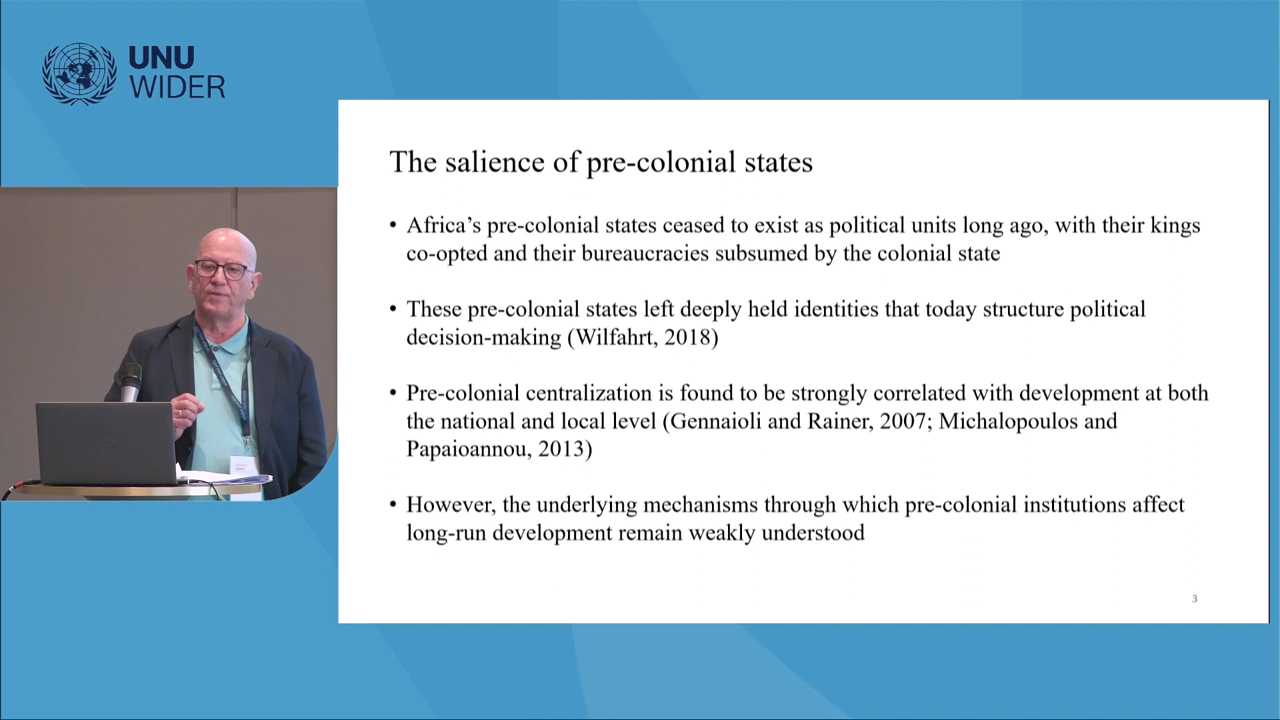 UNU
WIDER
The salience of pre-colonial states
• Africa’s pre-colonial states ceased to exist as political units long ago, with their kings
co-opted and their bureaucracies subsumed by the colonial state
• These pre-colonial states left deeply held identities that today structure political
decision-making (Wilfahrt, 2018)
• Pre-colonial centralization is found to be strongly correlated with development at both
the national and local level (Gennaioli and Rainer, 2007; Michalopoulos and
Papaioannou, 2013)
• However, the underlying mechanisms through which pre-colonial institutions affect
long-run development remain weakly understood
3